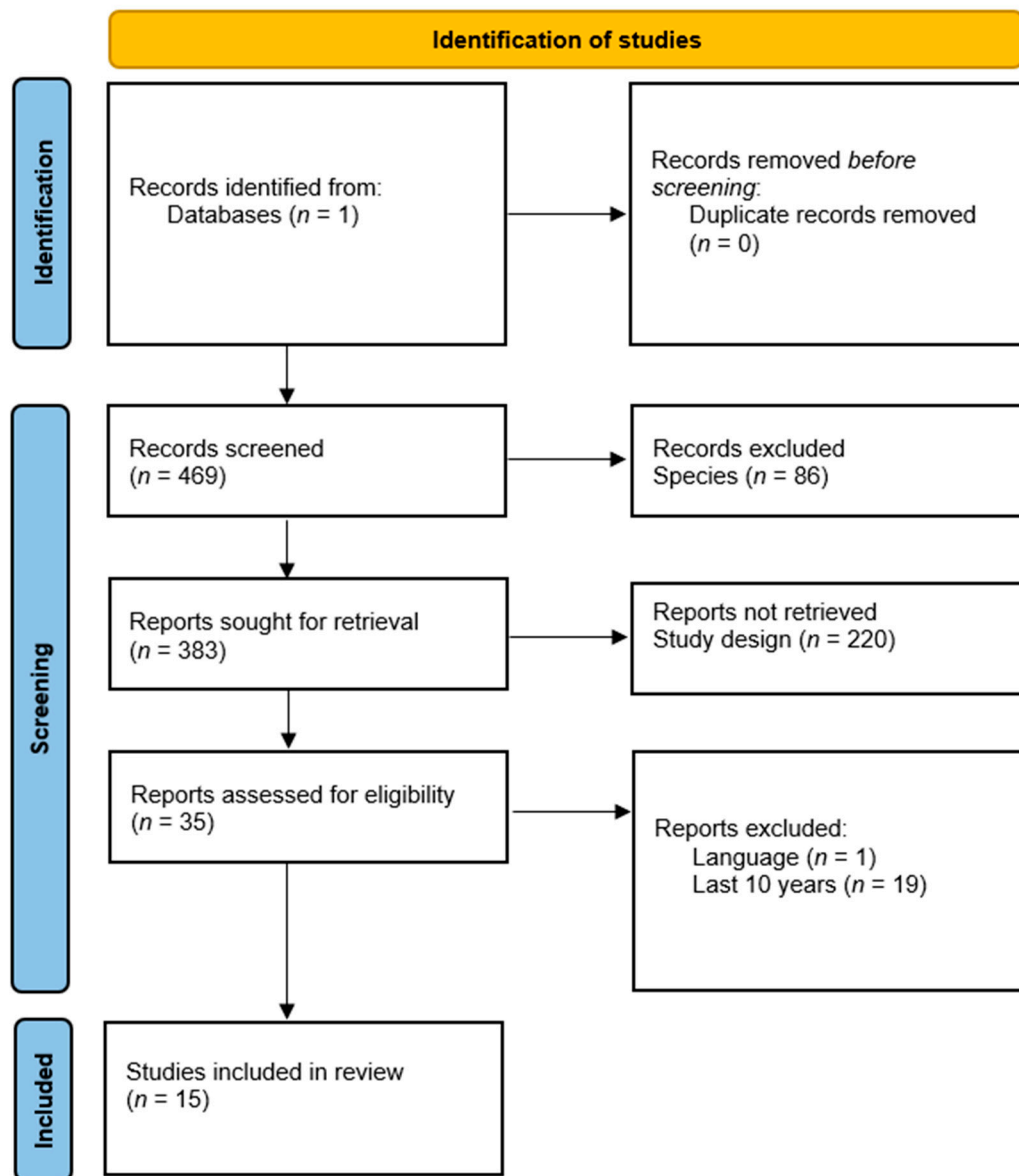 Identification of studies
Identification
Records identified from:
Databases (n = 1)
Records removed before
screening:
Duplicate records removed
(n = 0)
Screening
Records screened
(n = 469)
Records excluded
Species (n = 86)
Reports sought for retrieval
(n = 383)
Reports not retrieved
Study design (n = 220)
Reports assessed for eligibility
(n = 35)
Reports excluded:
Language (n = 1)
Last 10 years (n = 19)
Included
Studies included in review
(n = 15)